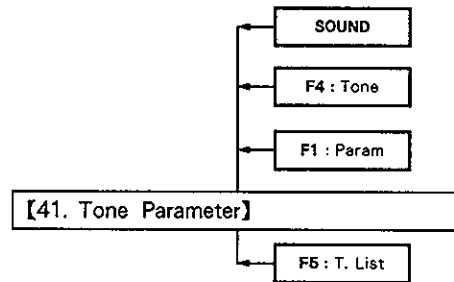 SOUND
F4 : Tone
F1 : Param
【41. Tone Parameter】
F5 : T. List